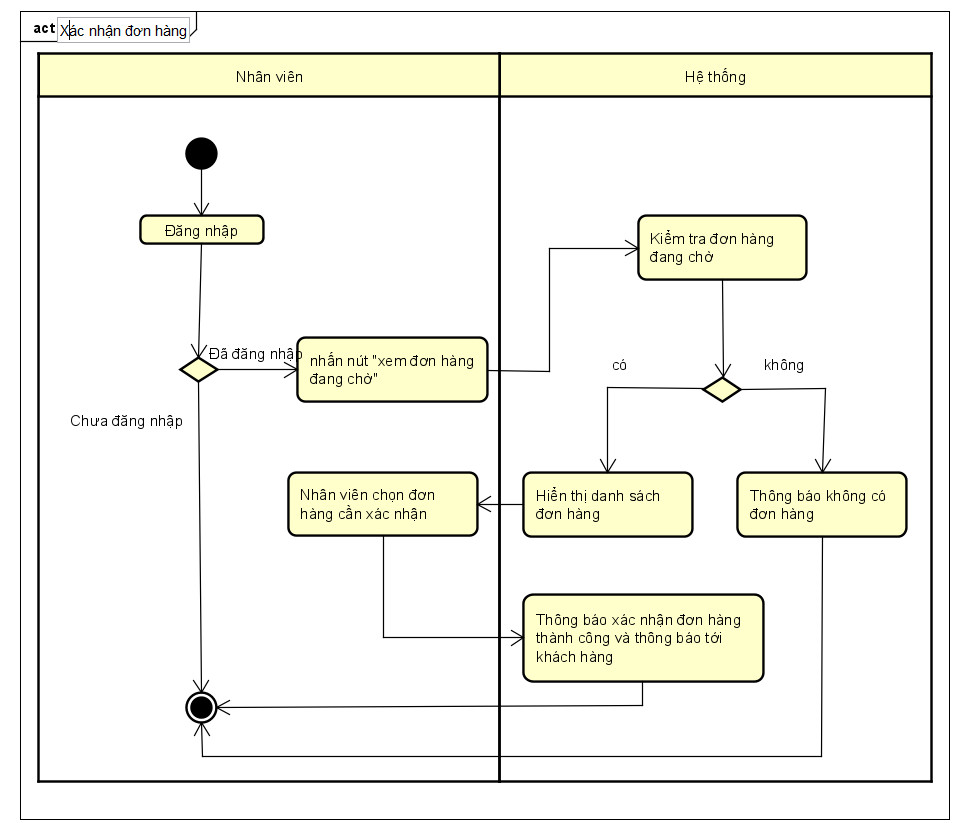 act Xác nhận đơn hàng
Nhân viên
Hệ thống
Đăng nhập
Kiểm tra đơn hàng
đang chờ
Đã đăng nhập
nhấn nút "xem đơn hàng
đang chờ"
có
không
Chưa đăng nhập
Nhân viên chọn đơn
hàng cần xác nhận
Hiển thị danh sách
đơn hàng
Thông báo không có
đơn hàng
Thông báo xác nhận đơn hàng
thành công và thông báo tới
khách hàng